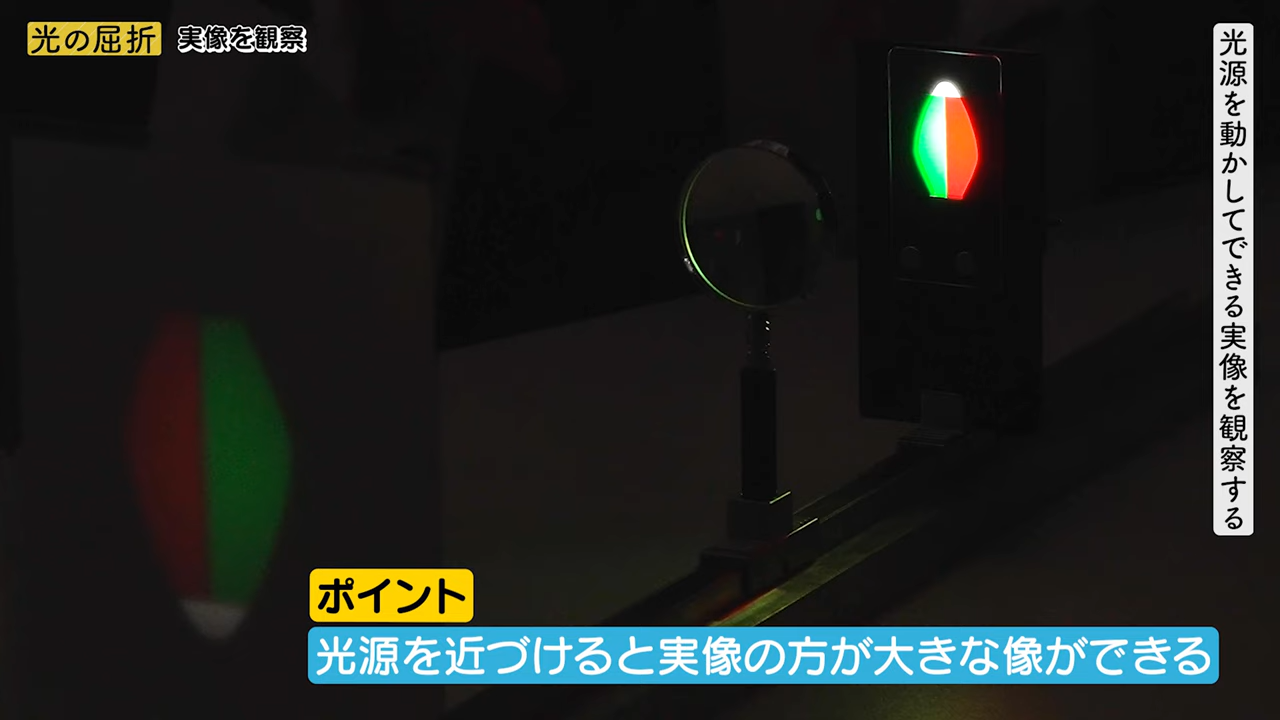 光の屈折 実像を観察
光源を動かしてできる実像を観察する
ポイント
光源を近づけると実像の方が大きな像ができる